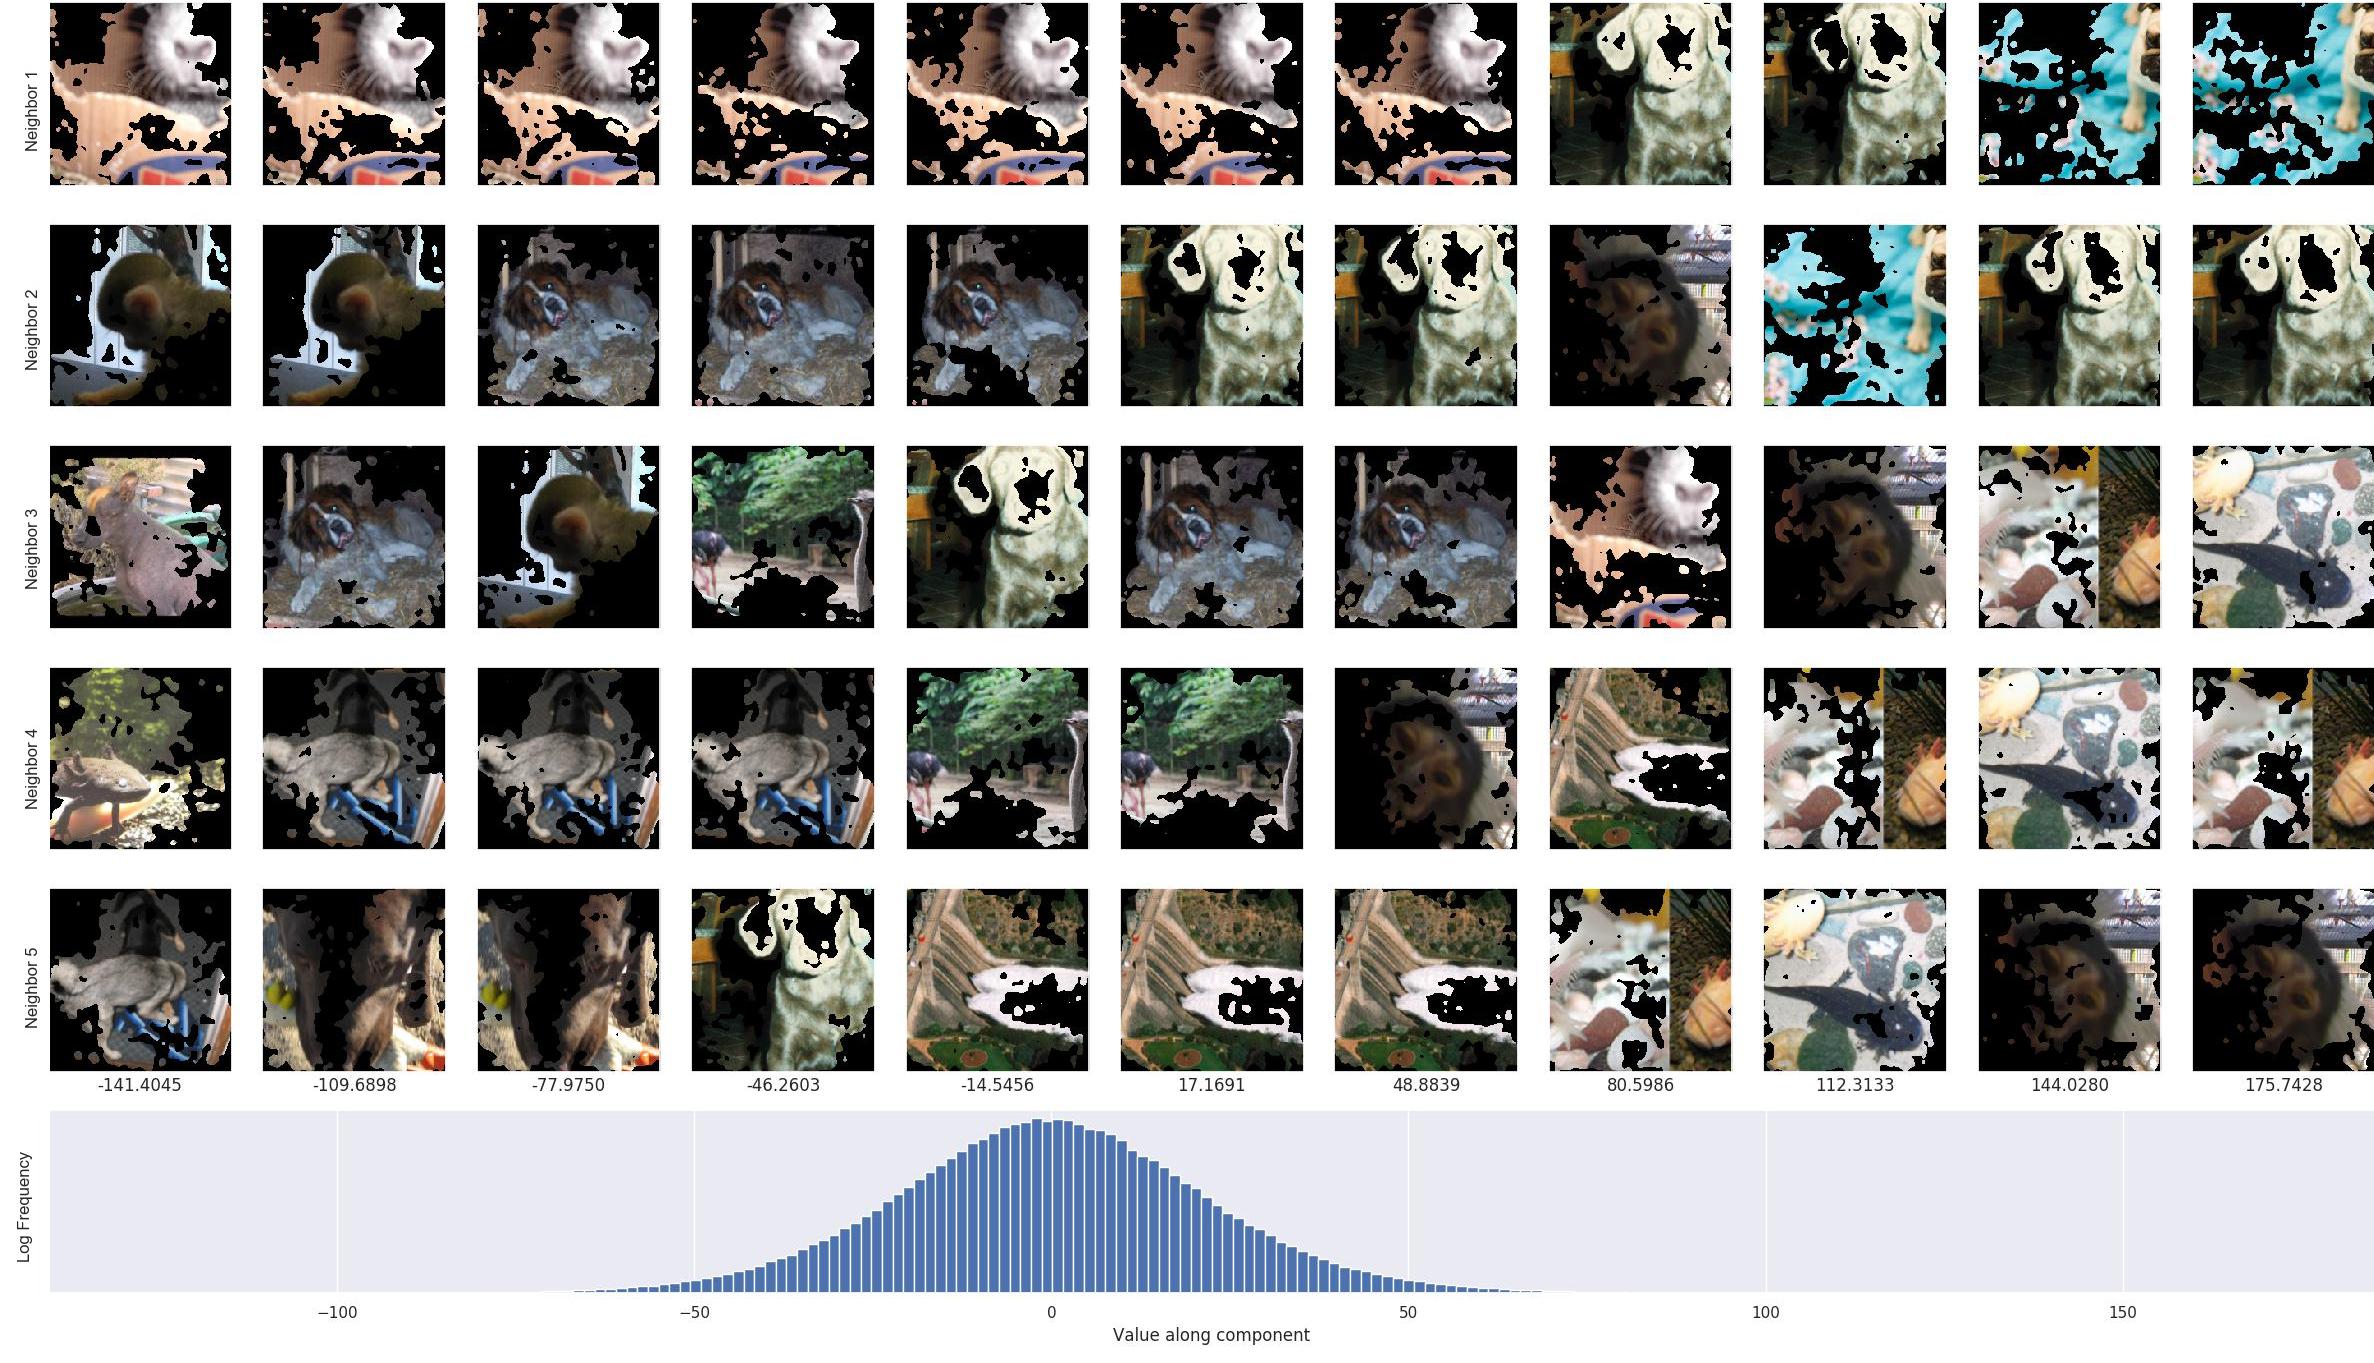 Neighbor 1
Neighbor 2
Neighbor 3
Neighbor 4
Neighbor 5
-141.4045 -109.6898 -77.9750 -46.2603 -14.5456 17.1691 48.8839 80.5986 112.3133 144.0280 175.7428
Log Frequency
−100 −50 0 50 100 150
Value along component